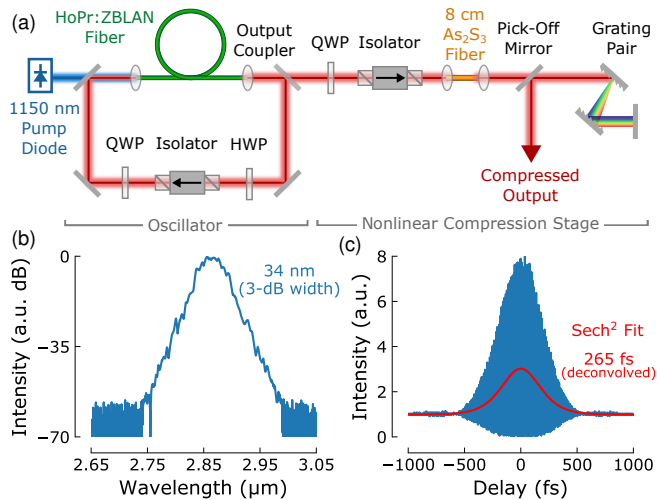 (a)
HoPr:ZBLAN
Fiber
Output
Coupler
QWP
Isolator
8 cm
As₂S₃
Fiber
Pick-Off
Mirror
Grating
Pair
1150 nm
Pump
Diode
QWP
Isolator
HWP
Compressed
Output
Oscillator
Nonlinear Compression Stage
(b)
34 nm
(3-dB width)
Intensity (a.u. dB)
0
−35
−70
2.65
2.75
2.85
2.95
3.05
Wavelength (µm)
(c)
Sech² Fit
265 fs
(deconvolved)
Intensity (a.u.)
8
6
4
2
0
−1000
−500
0
500
1000
Delay (fs)